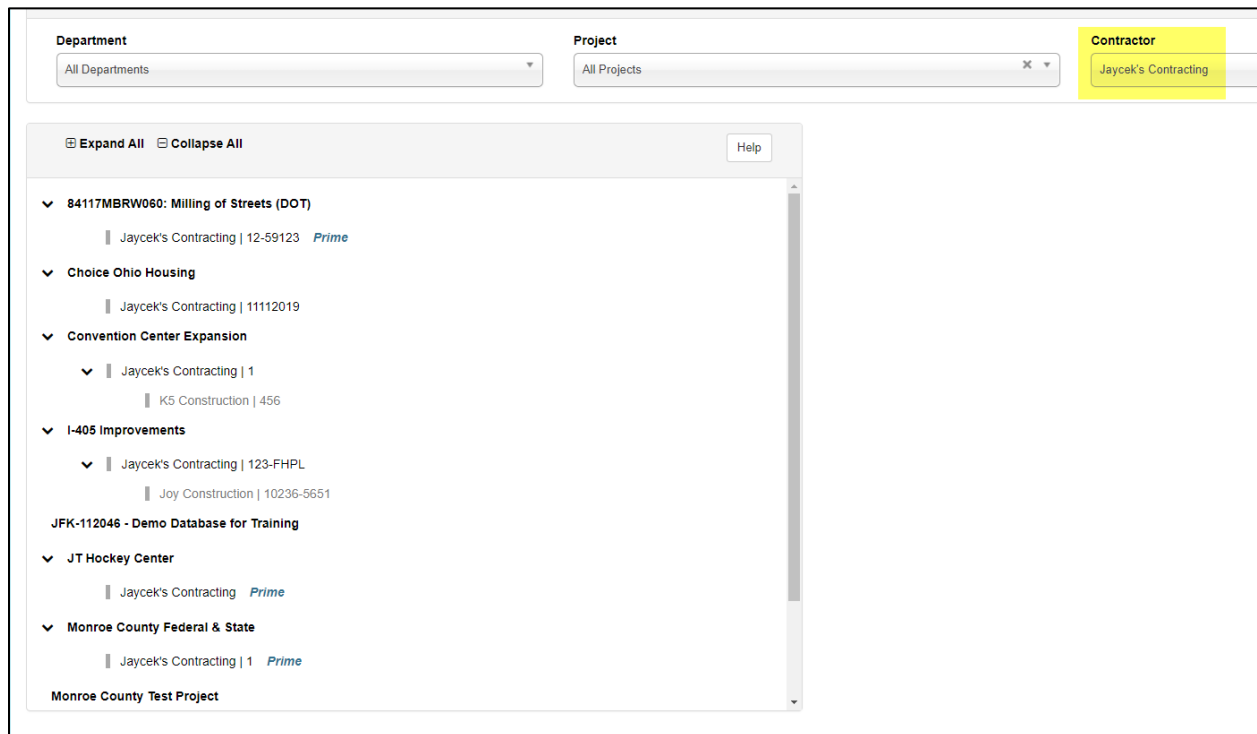 Department Project Contractor
All Departments All Projects Jaycek's Contracting
Expand All Collapse All Help
84117MBRW060: Milling of Streets (DOT)
Jaycek's Contracting | 12-59123 Prime
Choice Ohio Housing
Jaycek's Contracting | 11112019
Convention Center Expansion
Jaycek's Contracting | 1
K5 Construction | 456
I-405 Improvements
Jaycek's Contracting | 123-FHPL
Joy Construction | 10236-5651
JFK-112046 - Demo Database for Training
JT Hockey Center
Jaycek's Contracting Prime
Monroe County Federal & State
Jaycek's Contracting | 1 Prime
Monroe County Test Project